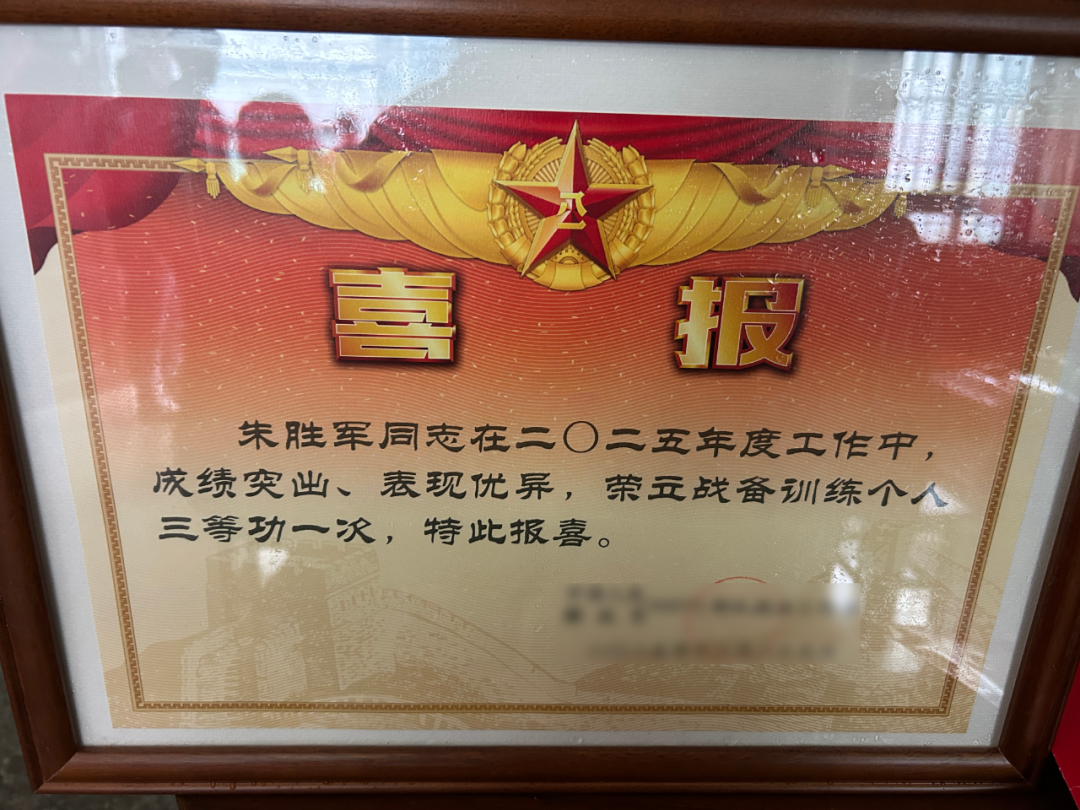 八一
喜报
朱胜军同志在二〇二五年度工作中，
成绩突出、表现优异，荣立战备训练个人
三等功一次，特此报喜。